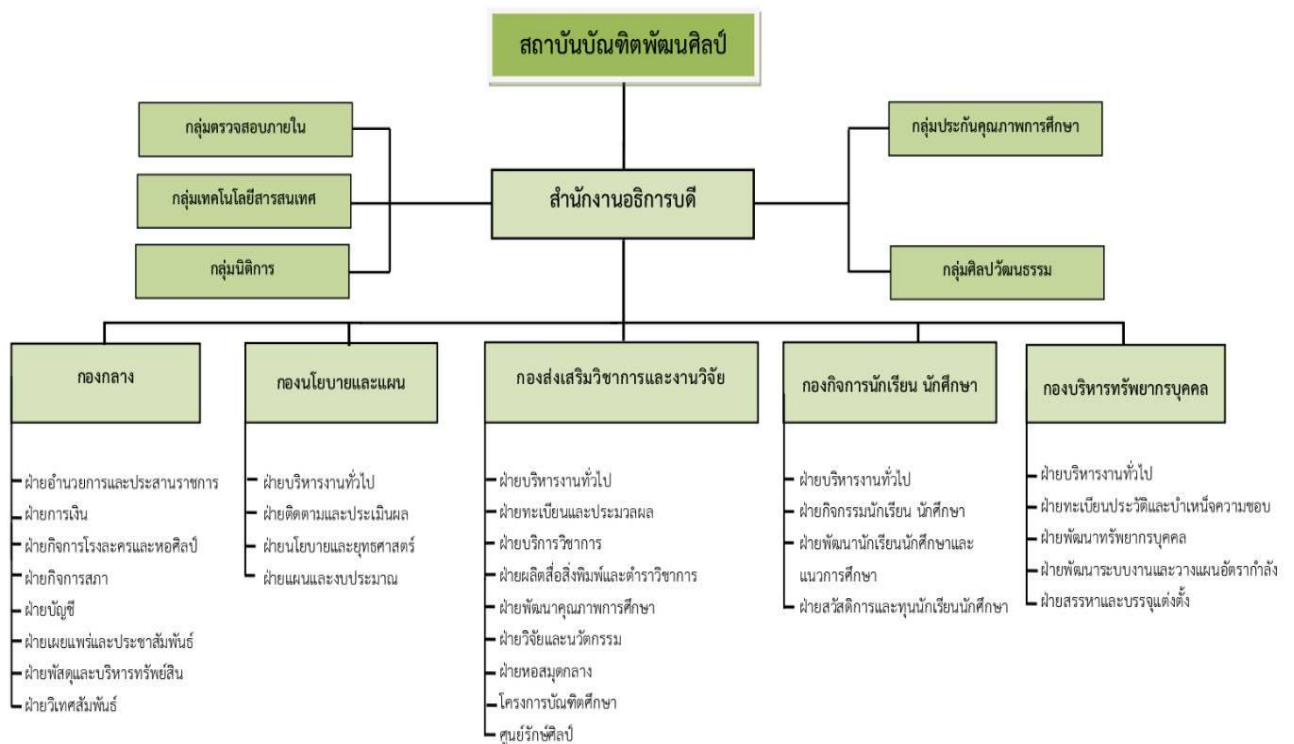 สถาบันบัณฑิตพัฒนศิลป์
กลุ่มตรวจสอบภายใน
กลุ่มประกันคุณภาพการศึกษา
กลุ่มเทคโนโลยีสารสนเทศ
สำนักงานอธิการบดี
กลุ่มนิติการ
กลุ่มศิลปวัฒนธรรม
กองกลาง
ฝ่ายอำนวยการและประสานราชการ
ฝ่ายการเงิน
ฝ่ายกิจการโรงละครและหอศิลป์
ฝ่ายกิจการสภา
ฝ่ายบัญชี
ฝ่ายเผยแพร่และประชาสัมพันธ์
ฝ่ายพัสดุและบริหารทรัพย์สิน
ฝ่ายวิเทศสัมพันธ์
กองนโยบายและแผน
ฝ่ายบริหารงานทั่วไป
ฝ่ายติดตามและประเมินผล
ฝ่ายนโยบายและยุทธศาสตร์
ฝ่ายแผนและงบประมาณ
กองส่งเสริมวิชาการและงานวิจัย
ฝ่ายบริหารงานทั่วไป
ฝ่ายทะเบียนและประมวลผล
ฝ่ายบริการวิชาการ
ฝ่ายผลิตสื่อสิ่งพิมพ์และตำราวิชาการ
ฝ่ายพัฒนาคุณภาพการศึกษา
ฝ่ายวิจัยและนวัตกรรม
ฝ่ายหอสมุดกลาง
โครงการบัณฑิตศึกษา
ศูนย์รักษ์ศิลป์
กองกิจการนักเรียน นักศึกษา
ฝ่ายบริหารงานทั่วไป
ฝ่ายกิจกรรมนักเรียน นักศึกษา
ฝ่ายพัฒนานักเรียนนักศึกษาและ
แนวการศึกษา
ฝ่ายสวัสดิการและทุนนักเรียนนักศึกษา
กองบริหารทรัพยากรบุคคล
ฝ่ายบริหารงานทั่วไป
ฝ่ายทะเบียนประวัติและบำเหน็จความชอบ
ฝ่ายพัฒนาทรัพยากรบุคคล
ฝ่ายพัฒนาระบบงานและวางแผนอัตรากำลัง
ฝ่ายสรรหาและบรรจุแต่งตั้ง